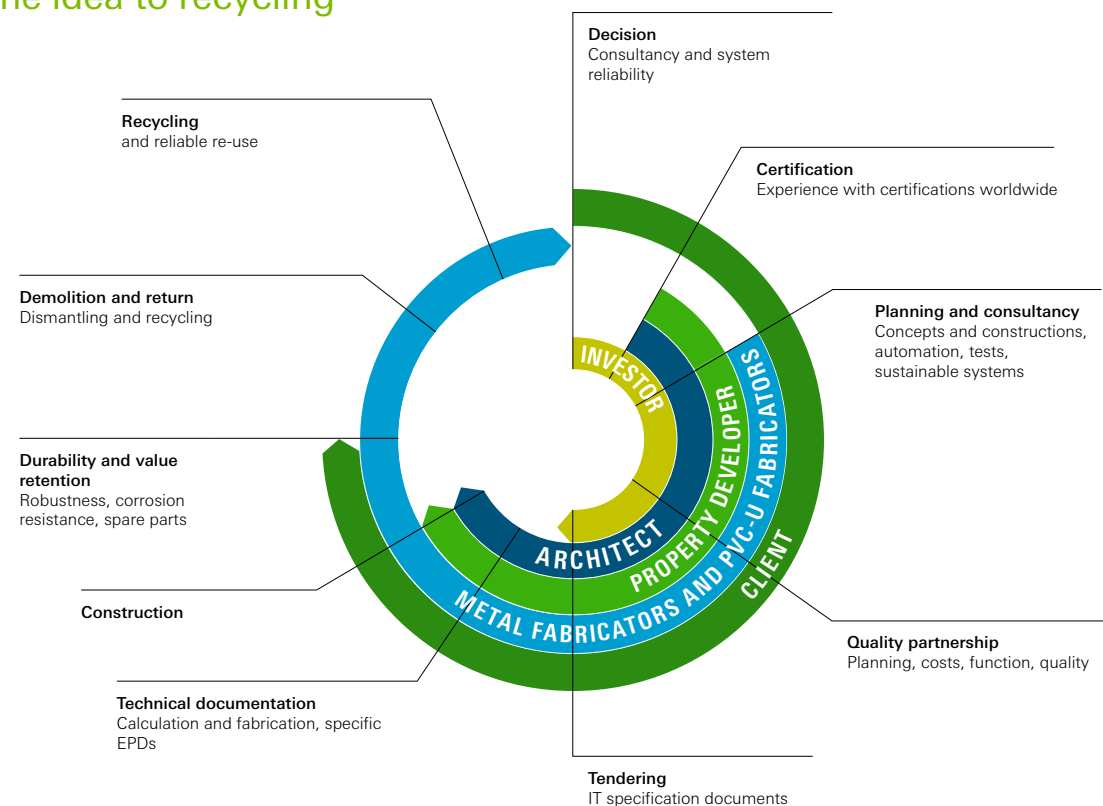 he idea to recycling
Decision
Consultancy and system
reliability
Recycling
and reliable re-use
Certification
Experience with certifications worldwide
Demolition and return
Dismantling and recycling
Planning and consultancy
Concepts and constructions,
automation, tests,
sustainable systems
INVESTOR
ARCHITECT
PROPERTY DEVELOPER
METAL FABRICATORS AND PVC-U FABRICATORS
CLIENT
Durability and value
retention
Robustness, corrosion
resistance, spare parts
Construction
Quality partnership
Planning, costs, function, quality
Technical documentation
Calculation and fabrication, specific
EPDs
Tendering
IT specification documents